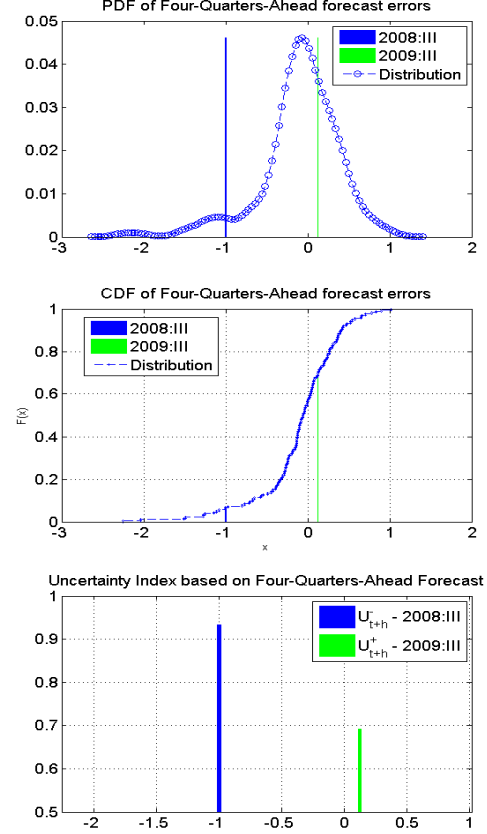 PDF of Four-Quarters-Ahead forecast errors
0.05
0.04
0.03
0.02
0.01
0
-3 -2 -1 0 1 2
2008:III
2009:III
Distribution
CDF of Four-Quarters-Ahead forecast errors
1
0.8
0.6
0.4
0.2
0
F(x)
-3 -2 -1 0 1 2
x
2008:III
2009:III
Distribution
Uncertainty Index based on Four-Quarters-Ahead Forecast
1
0.9
0.8
0.7
0.6
0.5
-2 -1.5 -1 -0.5 0 0.5 1
U⁻ₜ₊ₕ - 2008:III
U⁺ₜ₊ₕ - 2009:III